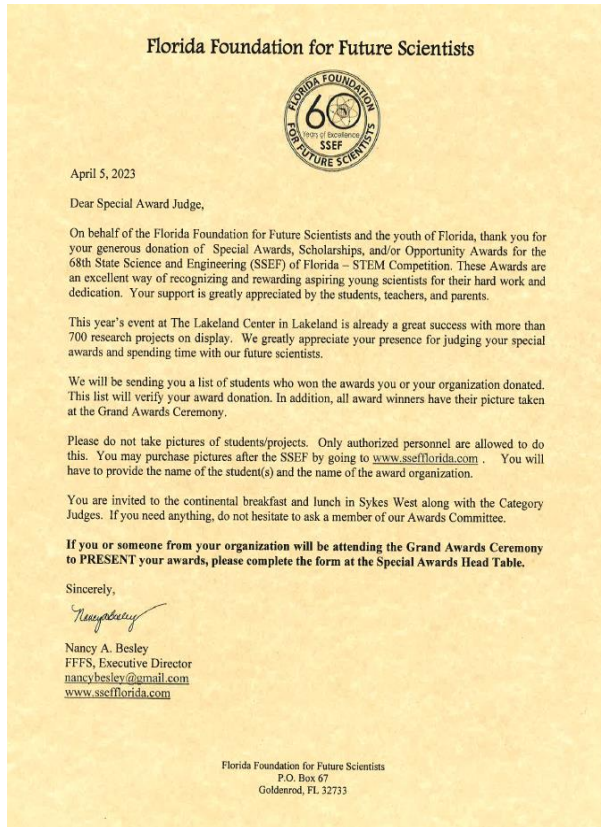 Florida Foundation for Future Scientists
FLORIDA FOUNDATION
60
Years of Excellence
SSEF
FOR FUTURE SCIENTISTS
April 5, 2023
Dear Special Award Judge,
On behalf of the Florida Foundation for Future Scientists and the youth of Florida, thank you for
your generous donation of Special Awards, Scholarships, and/or Opportunity Awards for the
68th State Science and Engineering (SSEF) of Florida – STEM Competition. These Awards are
an excellent way of recognizing and rewarding aspiring young scientists for their hard work and
dedication. Your support is greatly appreciated by the students, teachers, and parents.
This year's event at The Lakeland Center in Lakeland is already a great success with more than
700 research projects on display. We greatly appreciate your presence for judging your special
awards and spending time with our future scientists.
We will be sending you a list of students who won the awards you or your organization donated.
This list will verify your award donation. In addition, all award winners have their picture taken
at the Grand Awards Ceremony.
Please do not take pictures of students/projects. Only authorized personnel are allowed to do
this. You may purchase pictures after the SSEF by going to www.ssefflorida.com . You will
have to provide the name of the student(s) and the name of the award organization.
You are invited to the continental breakfast and lunch in Sykes West along with the Category
Judges. If you need anything, do not hesitate to ask a member of our Awards Committee.
If you or someone from your organization will be attending the Grand Awards Ceremony
to PRESENT your awards, please complete the form at the Special Awards Head Table.
Sincerely,
Nancy A. Besley
FFFS, Executive Director
nancybesley@gmail.com
www.ssefflorida.com
Florida Foundation for Future Scientists
P.O. Box 67
Goldenrod, FL 32733